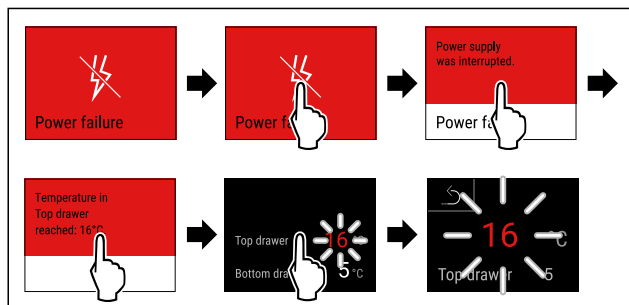 Power failure
Power fa
Power supply
was interrupted.
Power fa
Temperature in
Top drawer
reached: 16°C
Top drawer 16 °C
Bottom dra 5 °C
16 °C
Top drawer 5